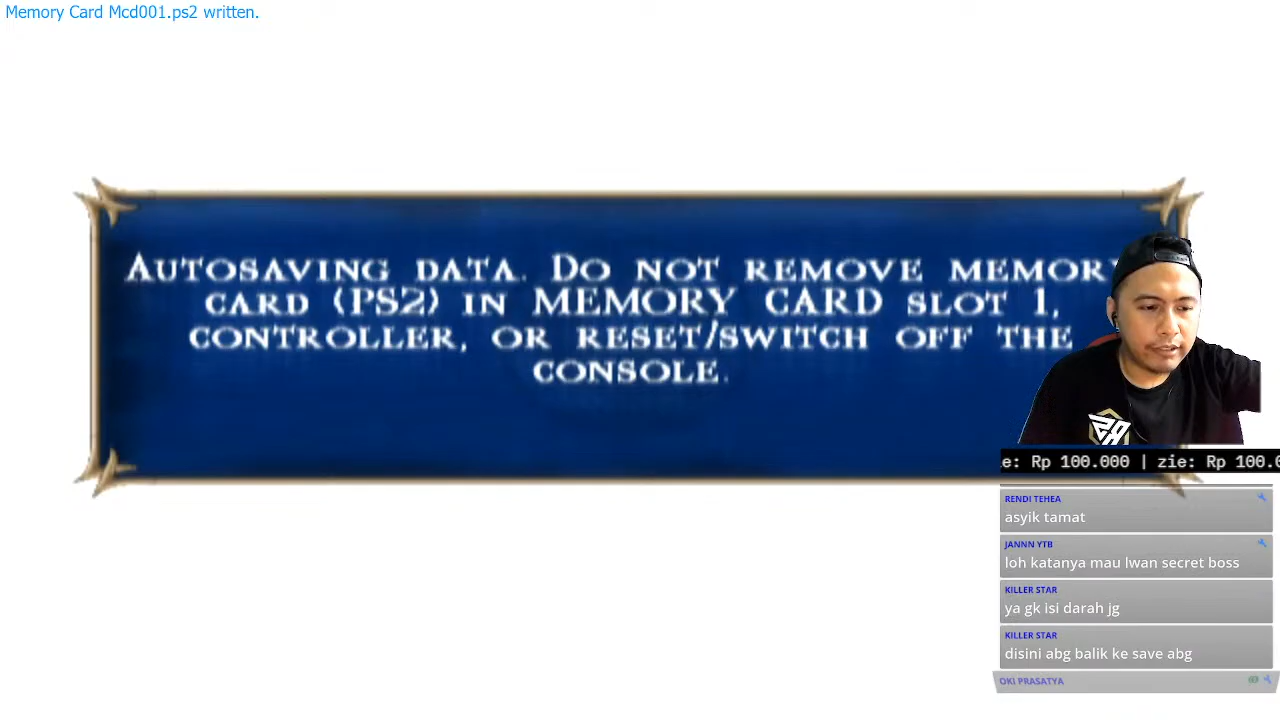 Memory Card Mcd001.ps2 written.
Autosaving data. Do not remove memory
card (PS2) in MEMORY CARD slot 1,
controller, or reset/switch off the
console.
e: Rp 100.000 | zie: Rp 100.0
RENDI TEHEA
asyik tamat
JANNN YTB
loh katanya mau lwan secret boss
KILLER STAR
ya gk isi darah jg
KILLER STAR
disini abg balik ke save abg
OKI PRASATYA